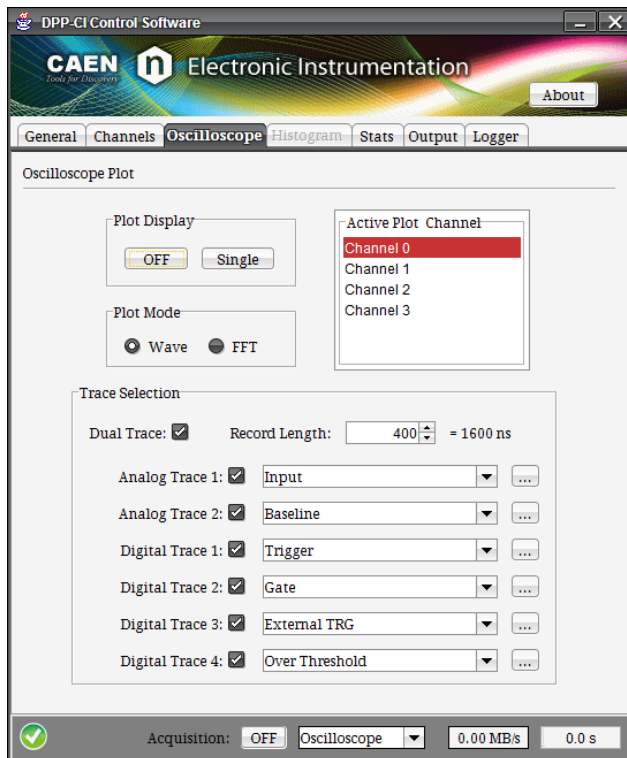 DPP-CI Control Software
CAEN n Electronic Instrumentation
Tools for Discovery
About
General Channels Oscilloscope Histogram Stats Output Logger
Oscilloscope Plot
Plot Display
OFF Single
Active Plot Channel
Channel 0
Channel 1
Channel 2
Channel 3
Plot Mode
Wave FFT
Trace Selection
Dual Trace: Record Length: 400 = 1600 ns
Analog Trace 1: Input ...
Analog Trace 2: Baseline ...
Digital Trace 1: Trigger ...
Digital Trace 2: Gate ...
Digital Trace 3: External TRG ...
Digital Trace 4: Over Threshold ...
Acquisition: OFF Oscilloscope 0.00 MB/s 0.0 s